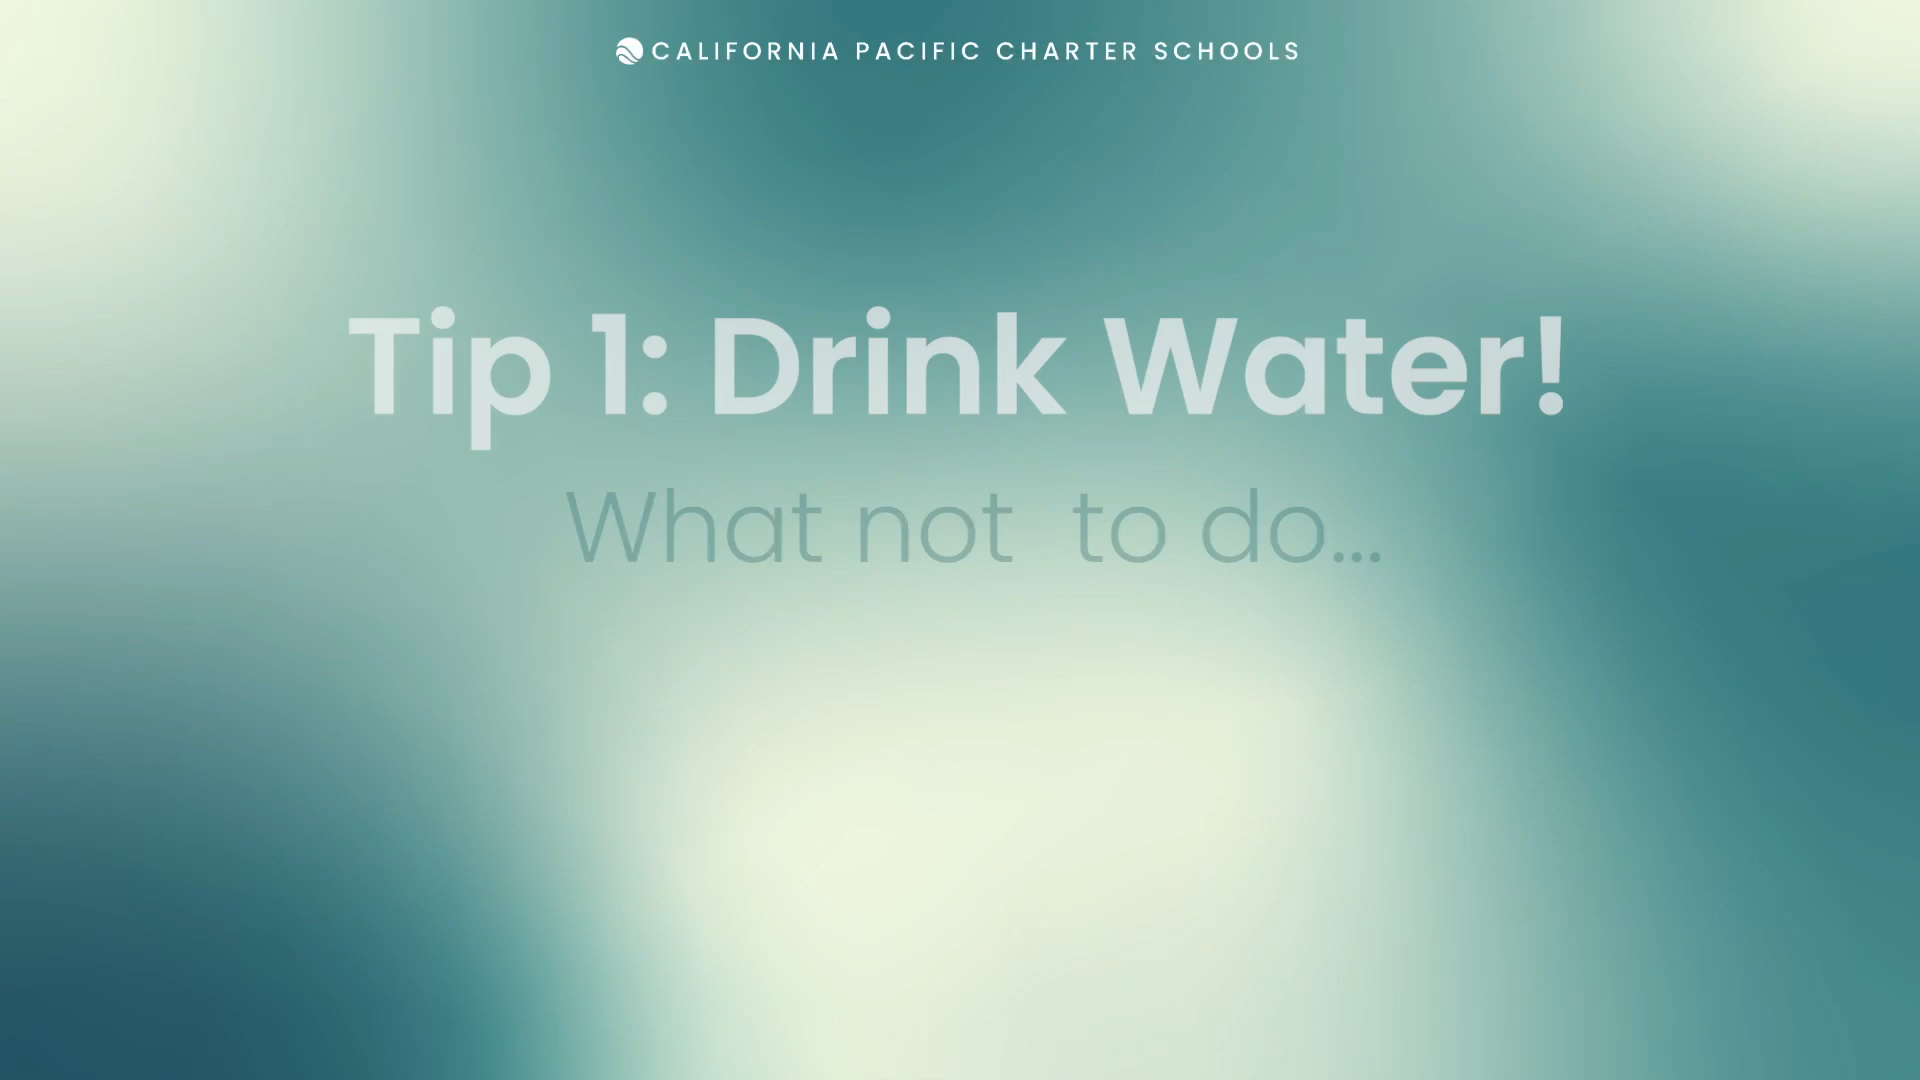 CALIFORNIA PACIFIC CHARTER SCHOOLS
Tip 1: Drink Water!
What not to do...